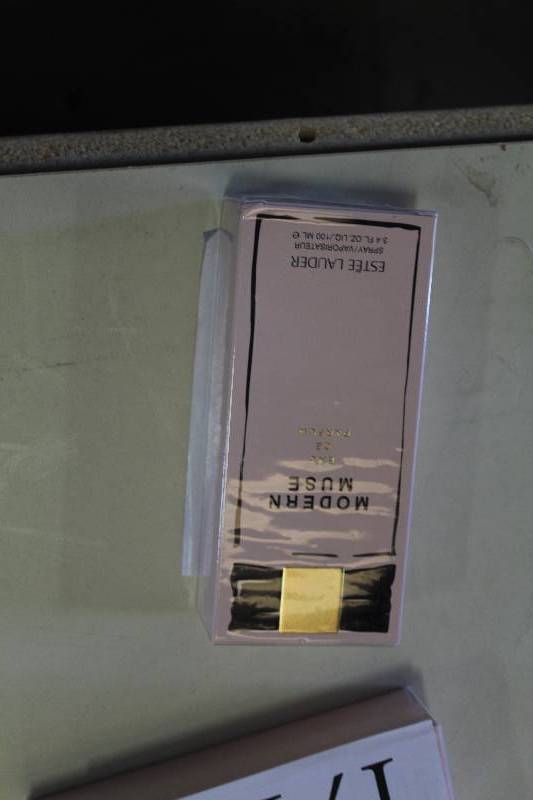 MODERN
MUSE
EAU
DE
PARFUM
ESTĒE LAUDER
SPRAY/VAPORISATEUR
3.4 FL.OZ.LIQ./100 ML ℮